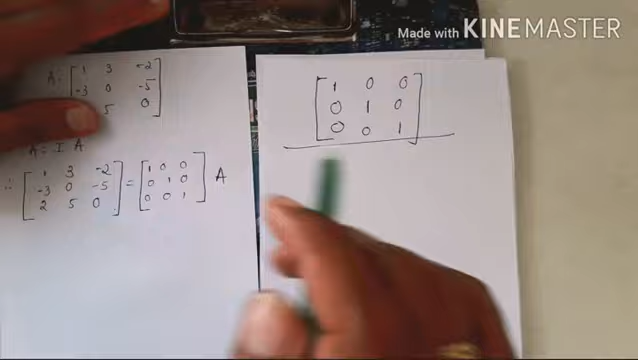 Made with KINEMASTER
A = [ 1 3 -2
-3 0 -5
5 0 ]
A = I A
∴ [ 1 3 -2
-3 0 -5
2 5 0 ] = [ 1 0 0
0 1 0
0 0 1 ] A
[ 1 0 0
0 1 0
0 0 1 ]